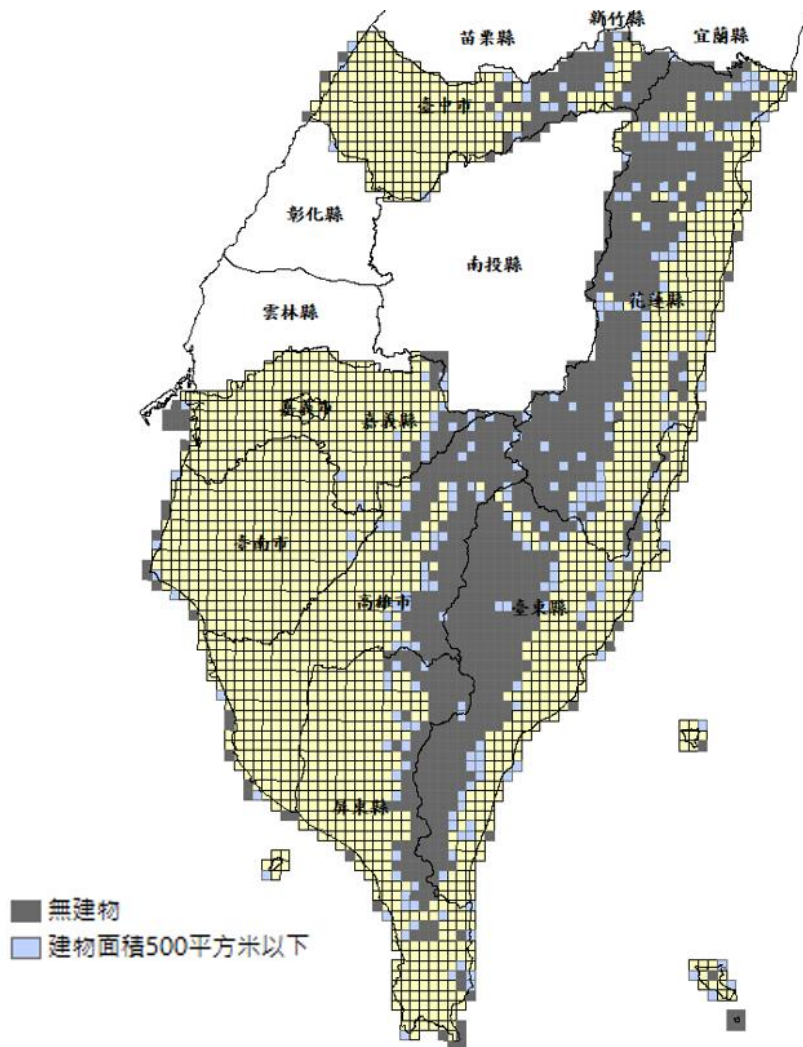 新竹縣
苗栗縣
宜蘭縣
臺中市
彰化縣
南投縣
雲林縣
花蓮縣
嘉義市
嘉義縣
臺南市
高雄市
臺東縣
屏東縣
無建物
建物面積500平方米以下